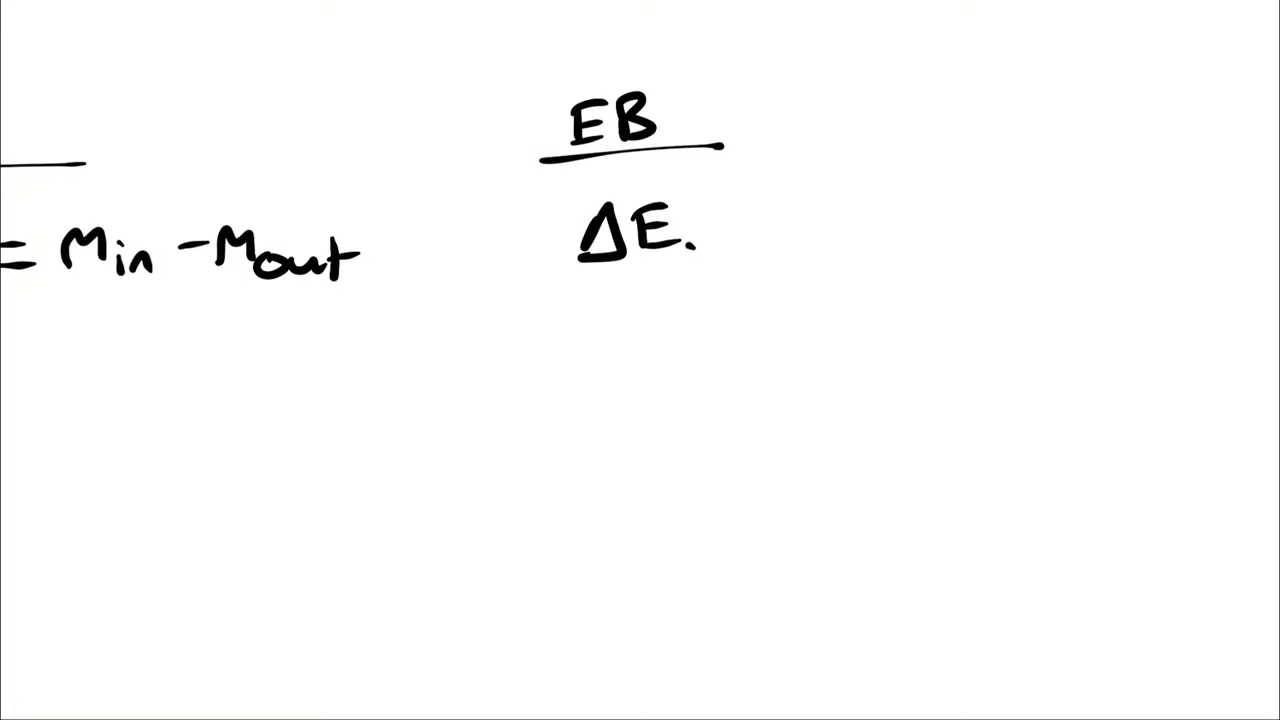 EB
= Min - Mout
ΔE.